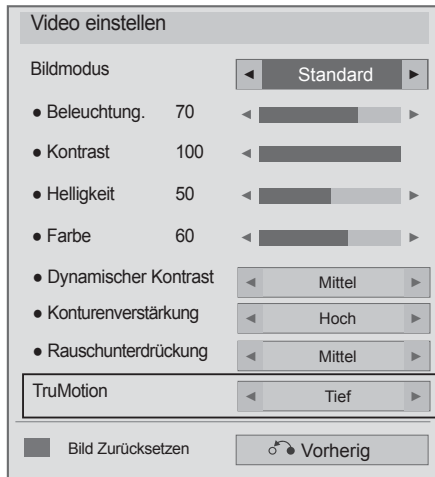 Video einstellen
Bildmodus ◄ Standard ►
● Beleuchtung. 70 ◄ ►
● Kontrast 100 ◄
● Helligkeit 50 ◄ ►
● Farbe 60 ◄ ►
● Dynamischer Kontrast ◄ Mittel ►
● Konturenverstärkung ◄ Hoch ►
● Rauschunterdrückung ◄ Mittel ►
TruMotion ◄ Tief ►
Bild Zurücksetzen Vorherig